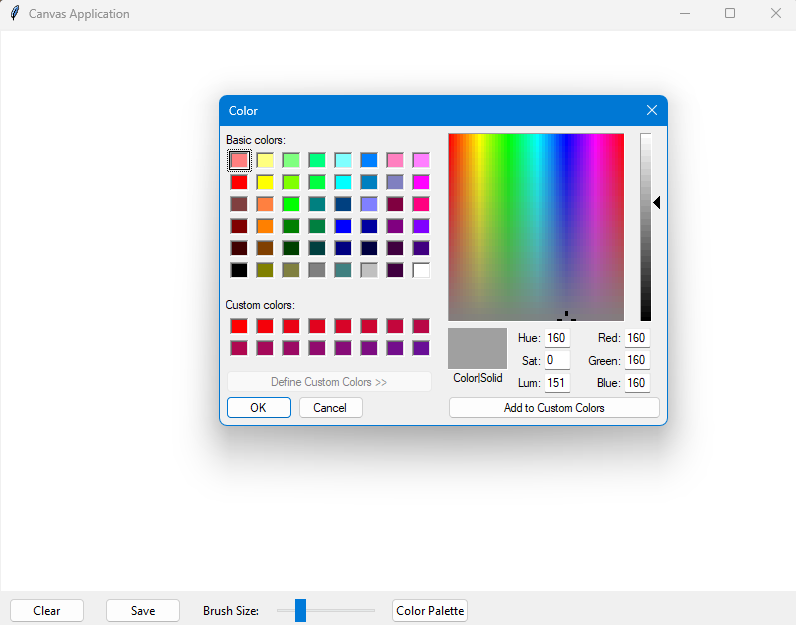 Canvas Application
Color
Basic colors:
Custom colors:
Define Custom Colors >>
OK Cancel
Color|Solid
Hue: 160 Red: 160
Sat: 0 Green: 160
Lum: 151 Blue: 160
Add to Custom Colors
Clear Save Brush Size: Color Palette